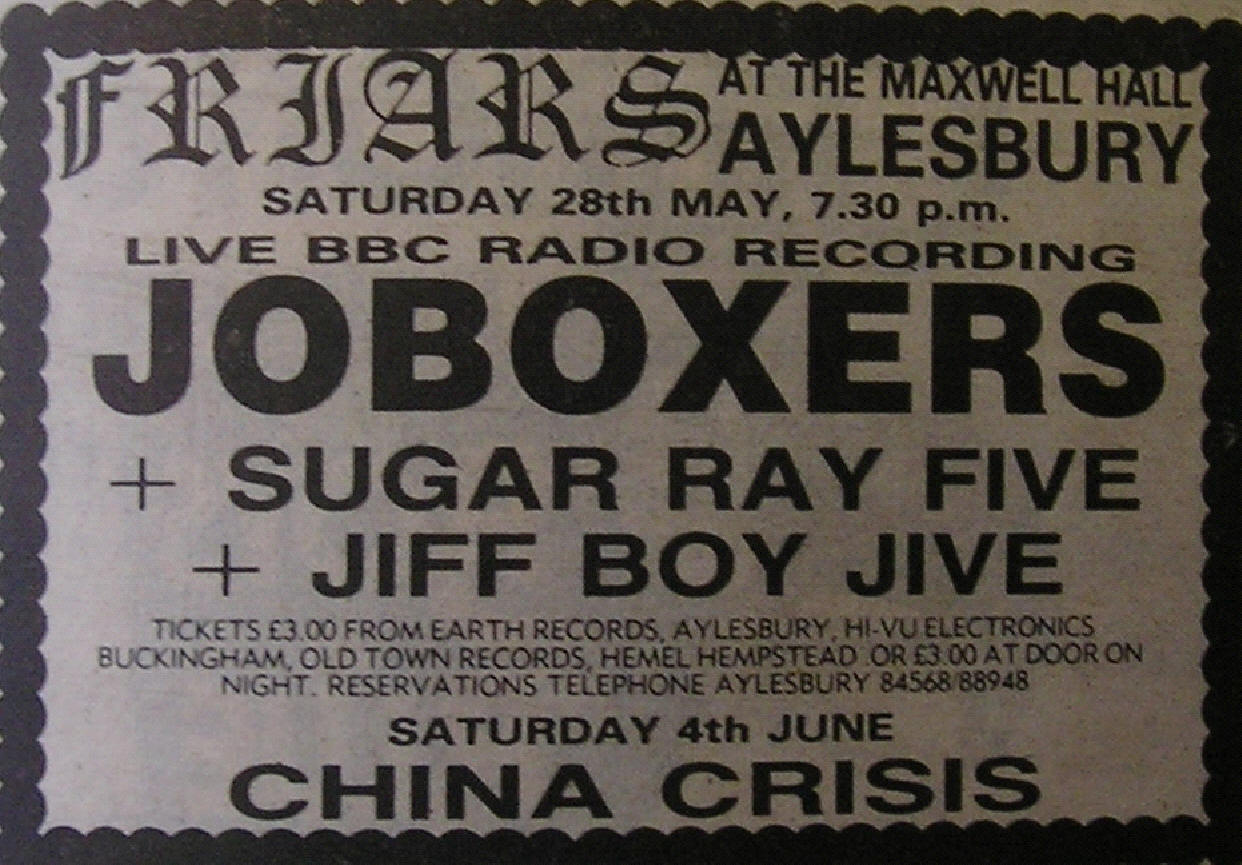 FRIARS AT THE MAXWELL HALL
AYLESBURY
SATURDAY 28th MAY, 7.30 p.m.
LIVE BBC RADIO RECORDING
JOBOXERS
+ SUGAR RAY FIVE
+ JIFF BOY JIVE
TICKETS £3.00 FROM EARTH RECORDS, AYLESBURY, HI-VU ELECTRONICS
BUCKINGHAM, OLD TOWN RECORDS, HEMEL HEMPSTEAD .OR £3.00 AT DOOR ON
NIGHT. RESERVATIONS TELEPHONE AYLESBURY 84568/88948
SATURDAY 4th JUNE
CHINA CRISIS